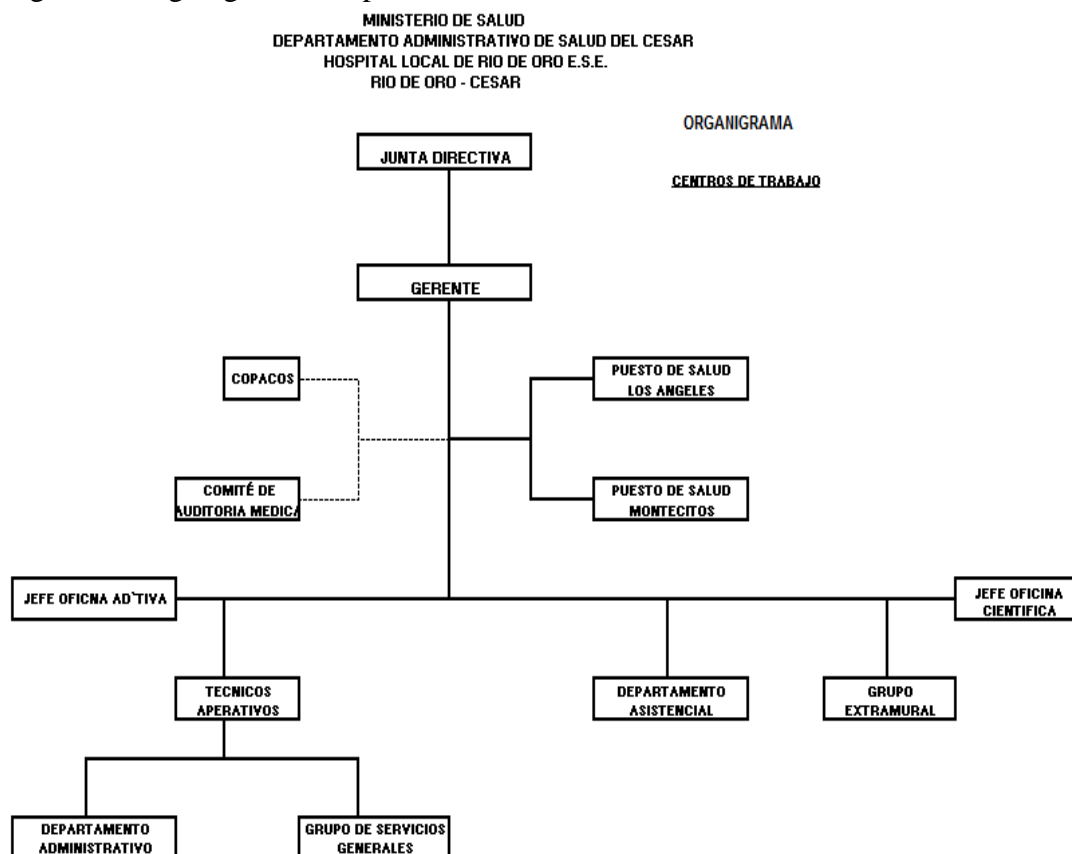 MINISTERIO DE SALUD
DEPARTAMENTO ADMINISTRATIVO DE SALUD DEL CESAR
HOSPITAL LOCAL DE RIO DE ORO E.S.E.
RIO DE ORO - CESAR
ORGANIGRAMA
CENTROS DE TRABAJO
JUNTA DIRECTIVA
GERENTE
COPACOS
PUESTO DE SALUD
LOS ANGELES
COMITÉ DE
AUDITORIA MEDICA
PUESTO DE SALUD
MONTECITOS
JEFE OFICNA AD'TIVA
JEFE OFICINA
CIENTIFICA
TECNICOS
APERATIVOS
DEPARTAMENTO
ASISTENCIAL
GRUPO
EXTRAMURAL
DEPARTAMENTO
ADMINISTRATIVO
GRUPO DE SERVICIOS
GENERALES